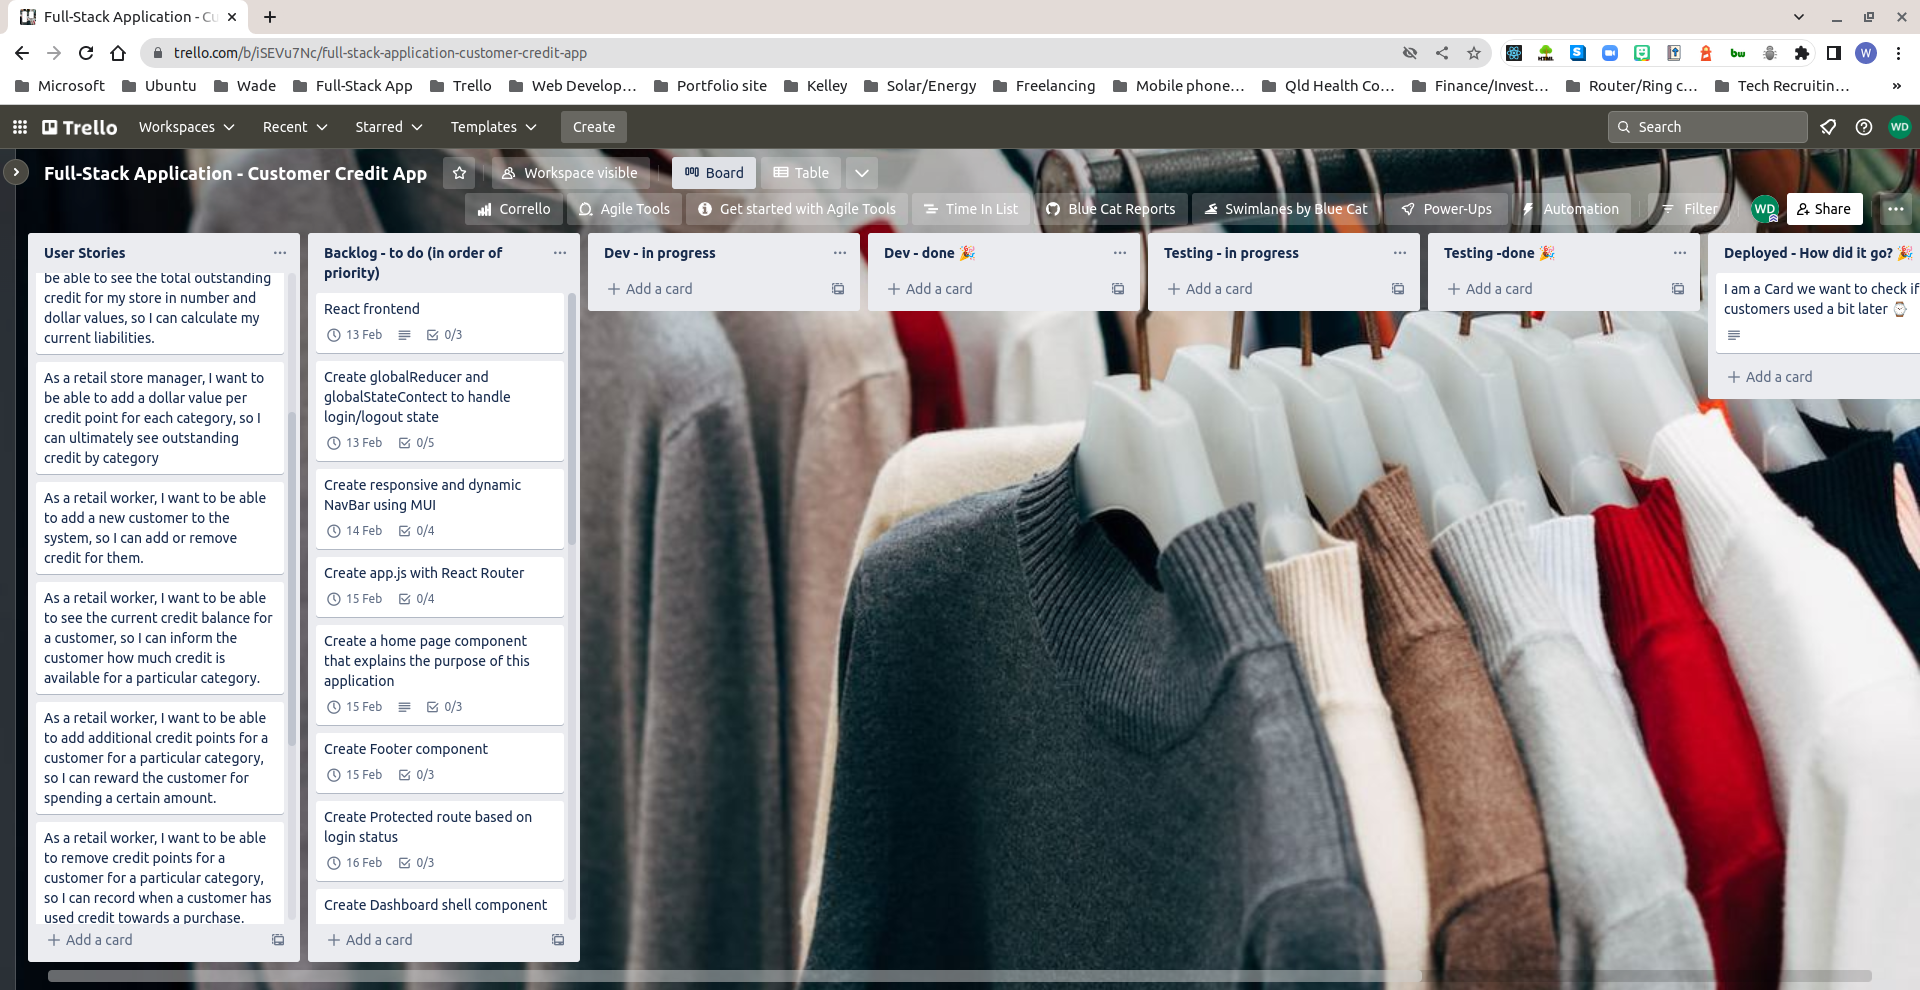 Full-Stack Application - Cu
trello.com/b/iSEVu7Nc/full-stack-application-customer-credit-app
HTML
S
bw
W
Microsoft
Ubuntu
Wade
Full-Stack App
Trello
Web Develop…
Portfolio site
Kelley
Solar/Energy
Freelancing
Mobile phone…
Qld Health Co…
Finance/Invest…
Router/Ring c…
Tech Recruitin…
»
Trello
Workspaces
Recent
Starred
Templates
Create
Search
WD
Full-Stack Application - Customer Credit App
Workspace visible
Board
Table
Corrello
Agile Tools
Get started with Agile Tools
Time In List
Blue Cat Reports
Swimlanes by Blue Cat
Power-Ups
Automation
Filter
WD
Share
User Stories
be able to see the total outstanding
credit for my store in number and
dollar values, so I can calculate my
current liabilities.
As a retail store manager, I want to
be able to add a dollar value per
credit point for each category, so I
can ultimately see outstanding
credit by category
As a retail worker, I want to be able
to add a new customer to the
system, so I can add or remove
credit for them.
As a retail worker, I want to be able
to see the current credit balance for
a customer, so I can inform the
customer how much credit is
available for a particular category.
As a retail worker, I want to be able
to add additional credit points for a
customer for a particular category,
so I can reward the customer for
spending a certain amount.
As a retail worker, I want to be able
to remove credit points for a
customer for a particular category,
so I can record when a customer has
used credit towards a purchase.
Add a card
Backlog - to do (in order of
priority)
React frontend
13 Feb 0/3
Create globalReducer and
globalStateContect to handle
login/logout state
13 Feb 0/5
Create responsive and dynamic
NavBar using MUI
14 Feb 0/4
Create app.js with React Router
15 Feb 0/4
Create a home page component
that explains the purpose of this
application
15 Feb 0/3
Create Footer component
15 Feb 0/3
Create Protected route based on
login status
16 Feb 0/3
Create Dashboard shell component
Add a card
Dev - in progress
Add a card
Dev - done 🎉
Add a card
Testing - in progress
Add a card
Testing -done 🎉
Add a card
Deployed - How did it go? 🎉
I am a Card we want to check if
customers used a bit later ⌚
Add a card